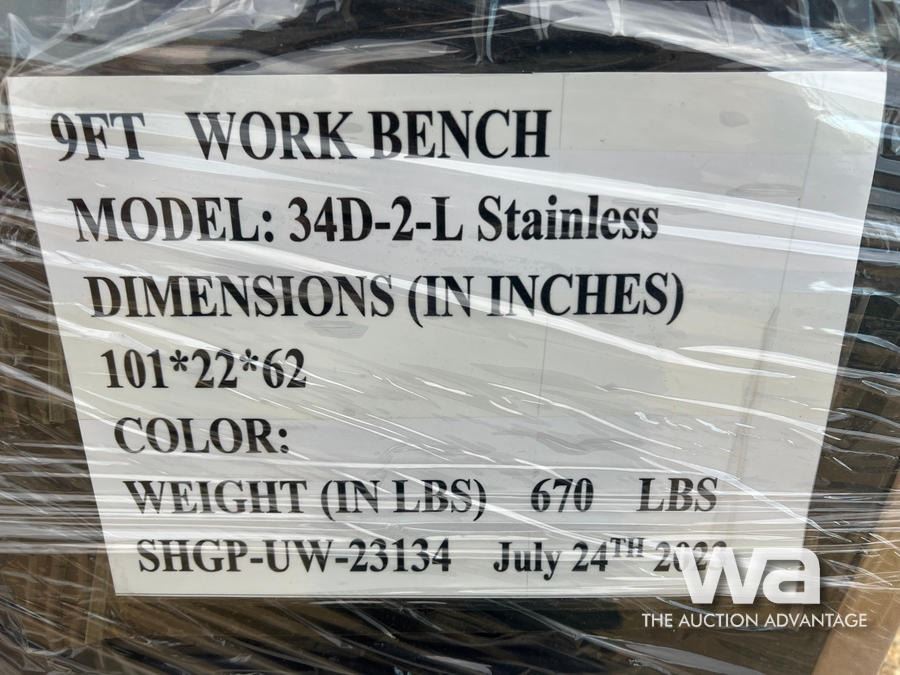 9FT WORK BENCH
MODEL: 34D-2-L Stainless
DIMENSIONS (IN INCHES)
101*22*62
COLOR:
WEIGHT (IN LBS) 670 LBS
SHGP-UW-23134 July 24TH
wa
THE AUCTION ADVANTAGE